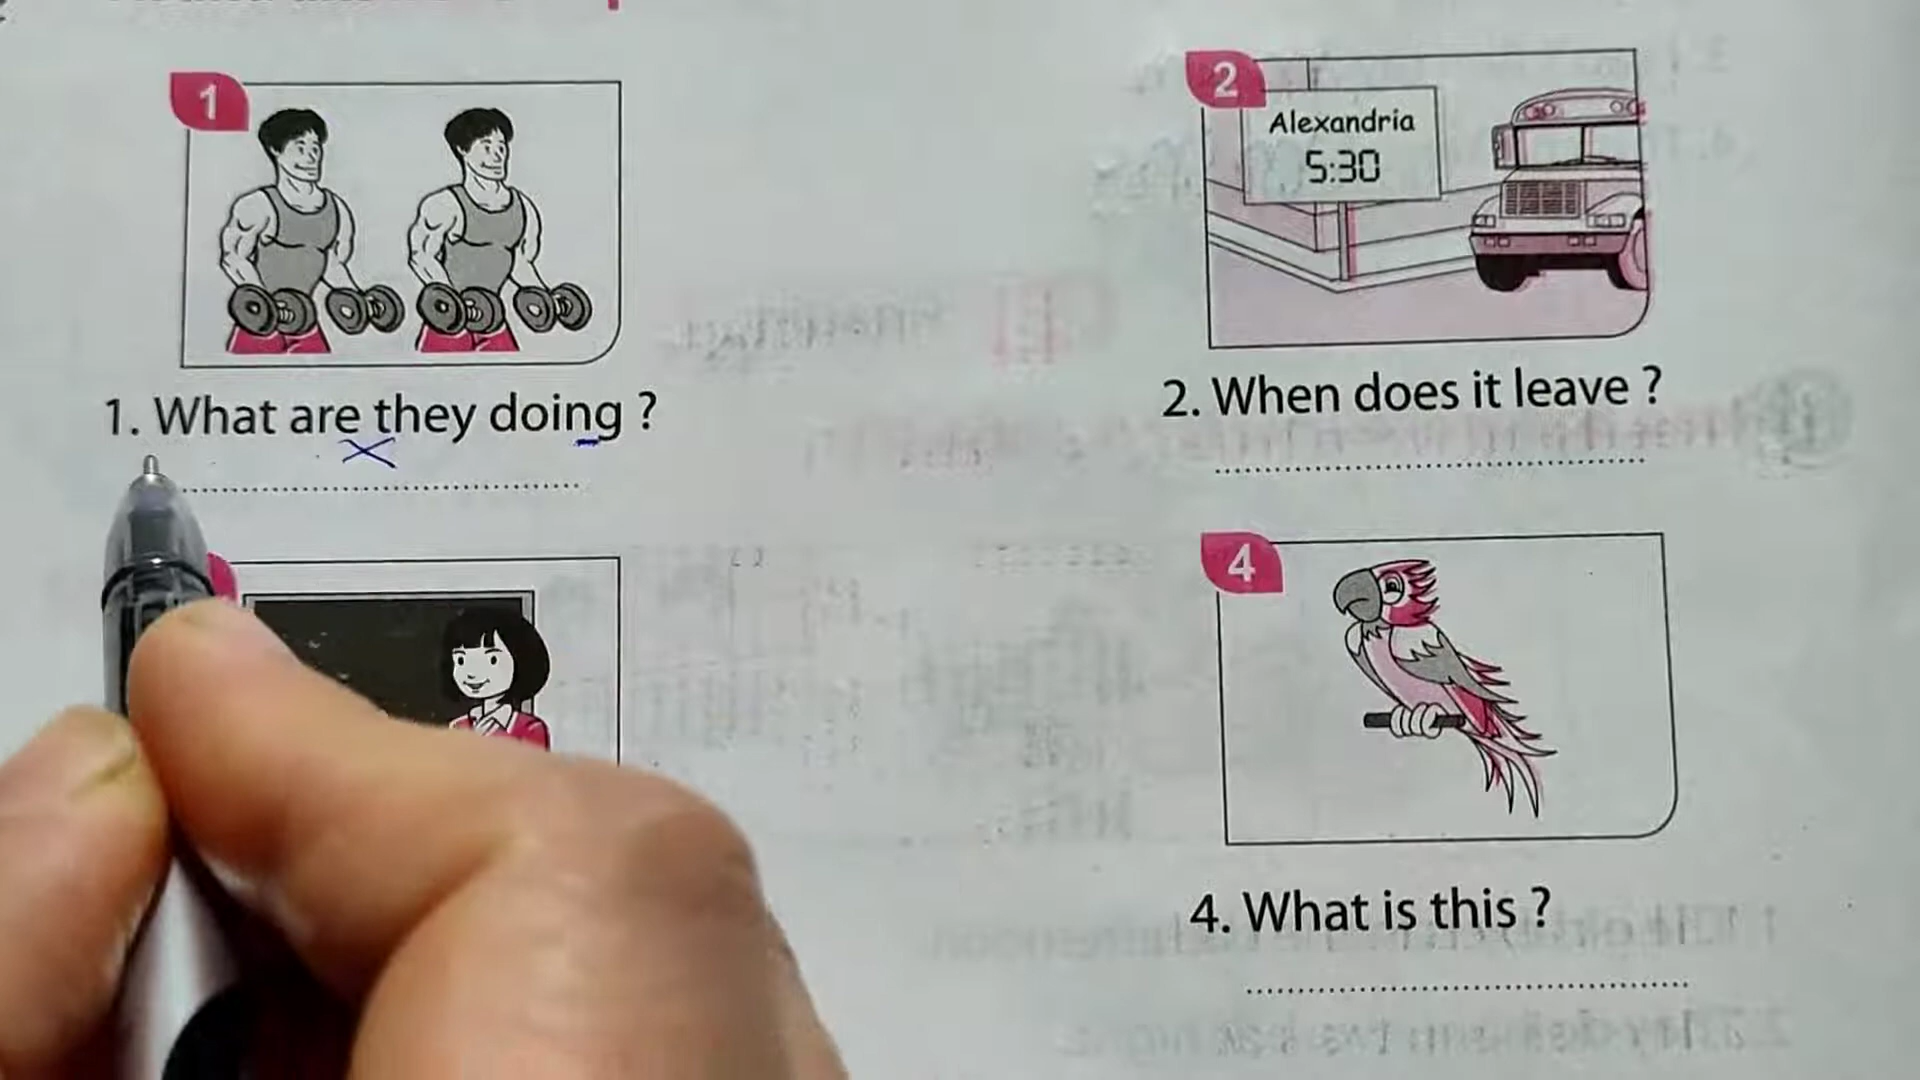 1
2
Alexandria
5:30
1. What are they doing ?
2. When does it leave ?
4
4. What is this ?